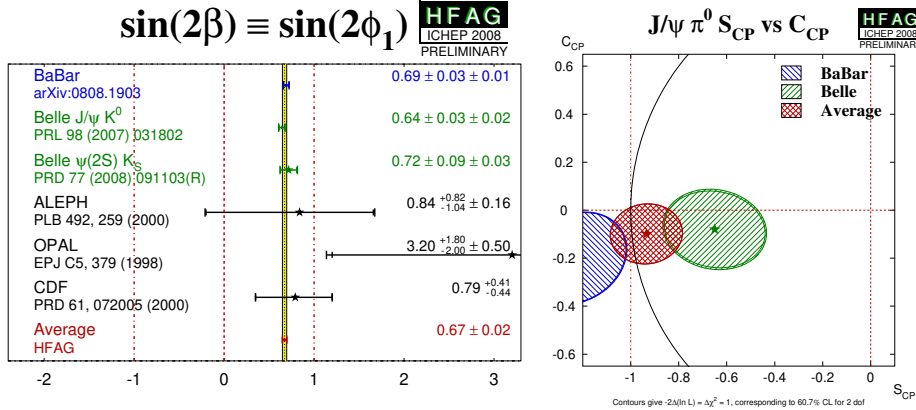 sin(2β) ≡ sin(2ϕ₁)
HFAG
ICHEP 2008
PRELIMINARY
BaBar
arXiv:0808.1903
0.69 ± 0.03 ± 0.01
Belle J/ψ K⁰
PRL 98 (2007) 031802
0.64 ± 0.03 ± 0.02
Belle ψ(2S) K_S
PRD 77 (2008) 091103(R)
0.72 ± 0.09 ± 0.03
ALEPH
PLB 492, 259 (2000)
0.84 +0.82 -1.04 ± 0.16
OPAL
EPJ C5, 379 (1998)
3.20 +1.80 -2.00 ± 0.50
CDF
PRD 61, 072005 (2000)
0.79 +0.41 -0.44
Average
HFAG
0.67 ± 0.02
-2 -1 0 1 2 3
J/ψ π⁰ S_CP vs C_CP
HFAG
ICHEP 2008
PRELIMINARY
C_CP
BaBar
Belle
Average
0.6
0.4
0.2
0
-0.2
-0.4
-0.6
-1 -0.8 -0.6 -0.4 -0.2 0
S_CP
Contours give -2Δ(ln L) = Δχ² = 1, corresponding to 60.7% CL for 2 dof